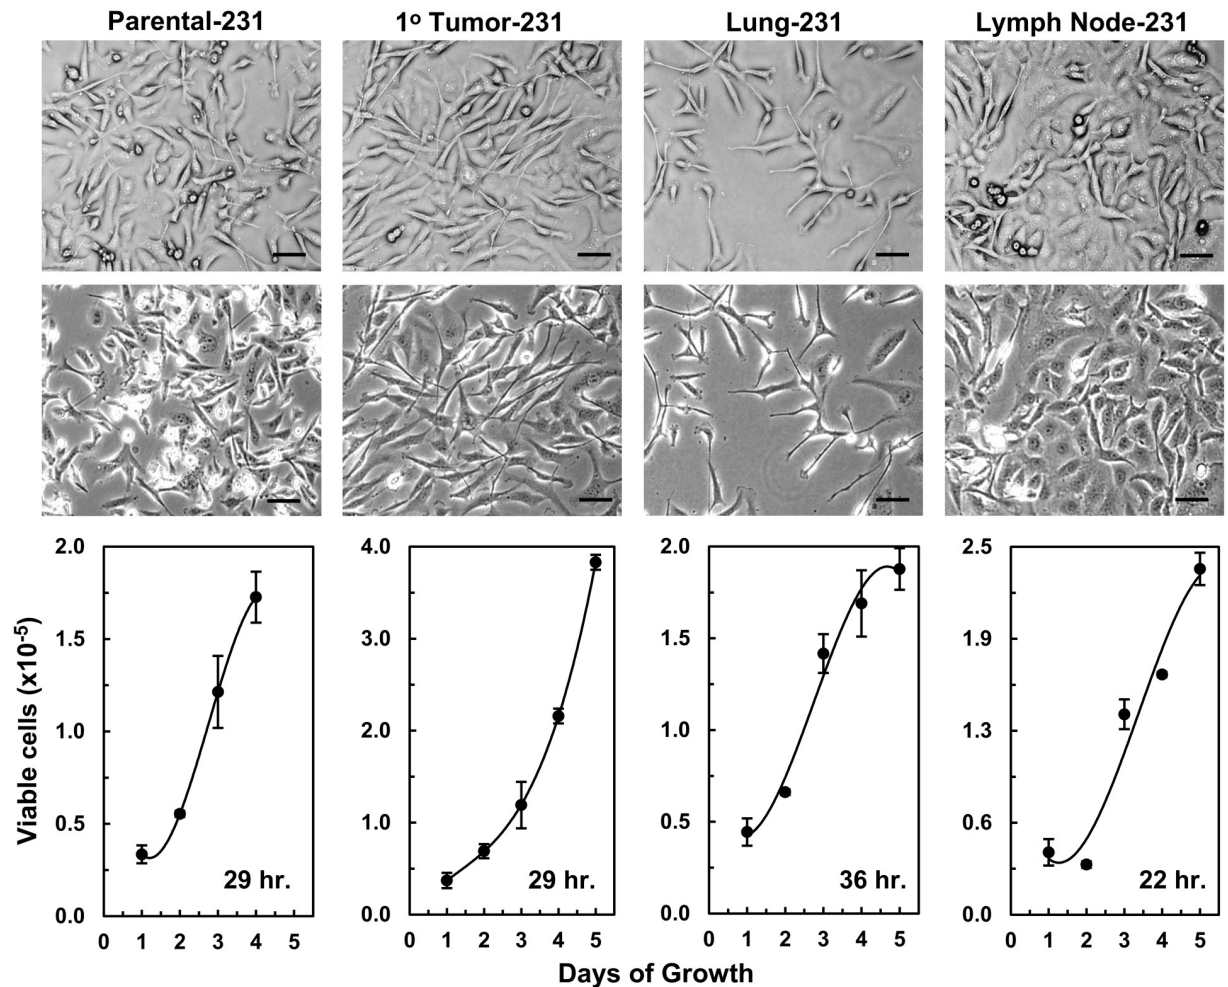 Parental-231
1º Tumor-231
Lung-231
Lymph Node-231
Viable cells (x10⁻⁵)
2.0
1.5
1.0
0.5
0.0
29 hr.
0 1 2 3 4 5
4.0
3.0
2.0
1.0
0.0
29 hr.
0 1 2 3 4 5
2.0
1.5
1.0
0.5
0.0
36 hr.
0 1 2 3 4 5
2.5
1.9
1.3
0.6
0.0
22 hr.
0 1 2 3 4 5
Days of Growth